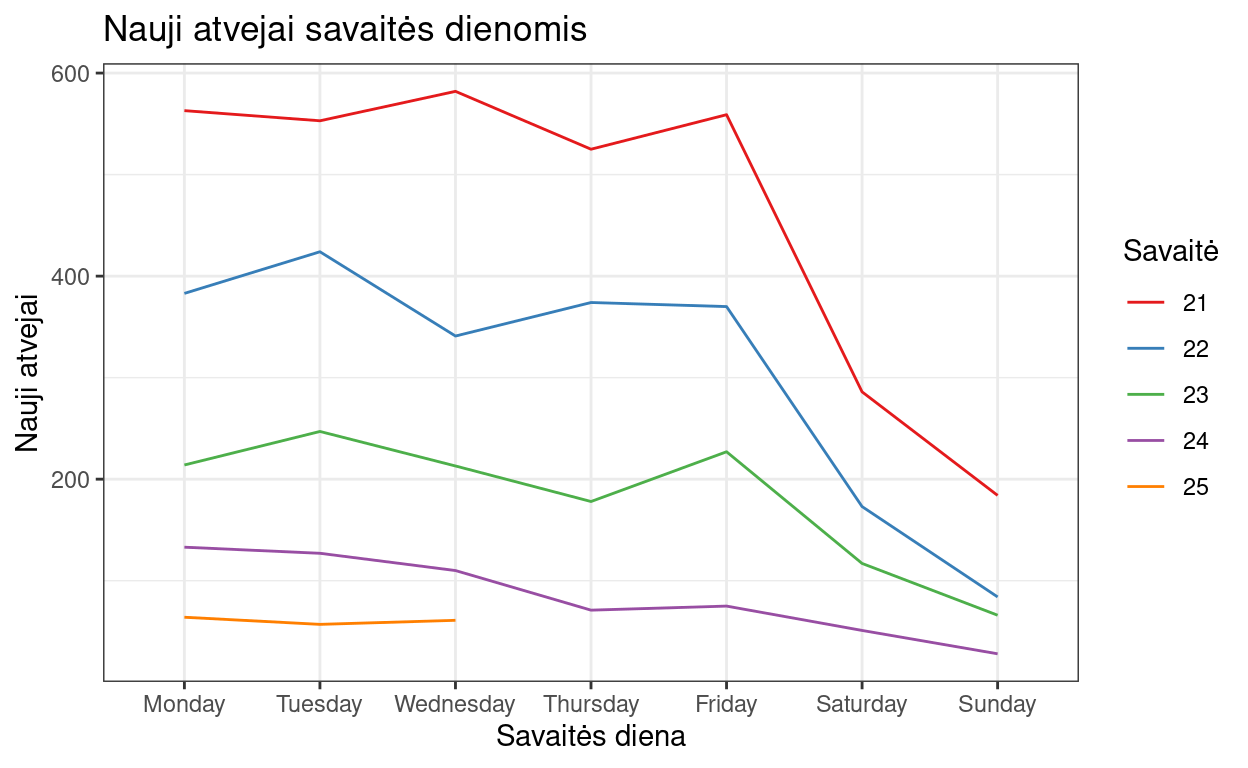 Nauji atvejai savaitės dienomis
Nauji atvejai
600
400
200
Monday Tuesday Wednesday Thursday Friday Saturday Sunday
Savaitės diena
Savaitė
21
22
23
24
25